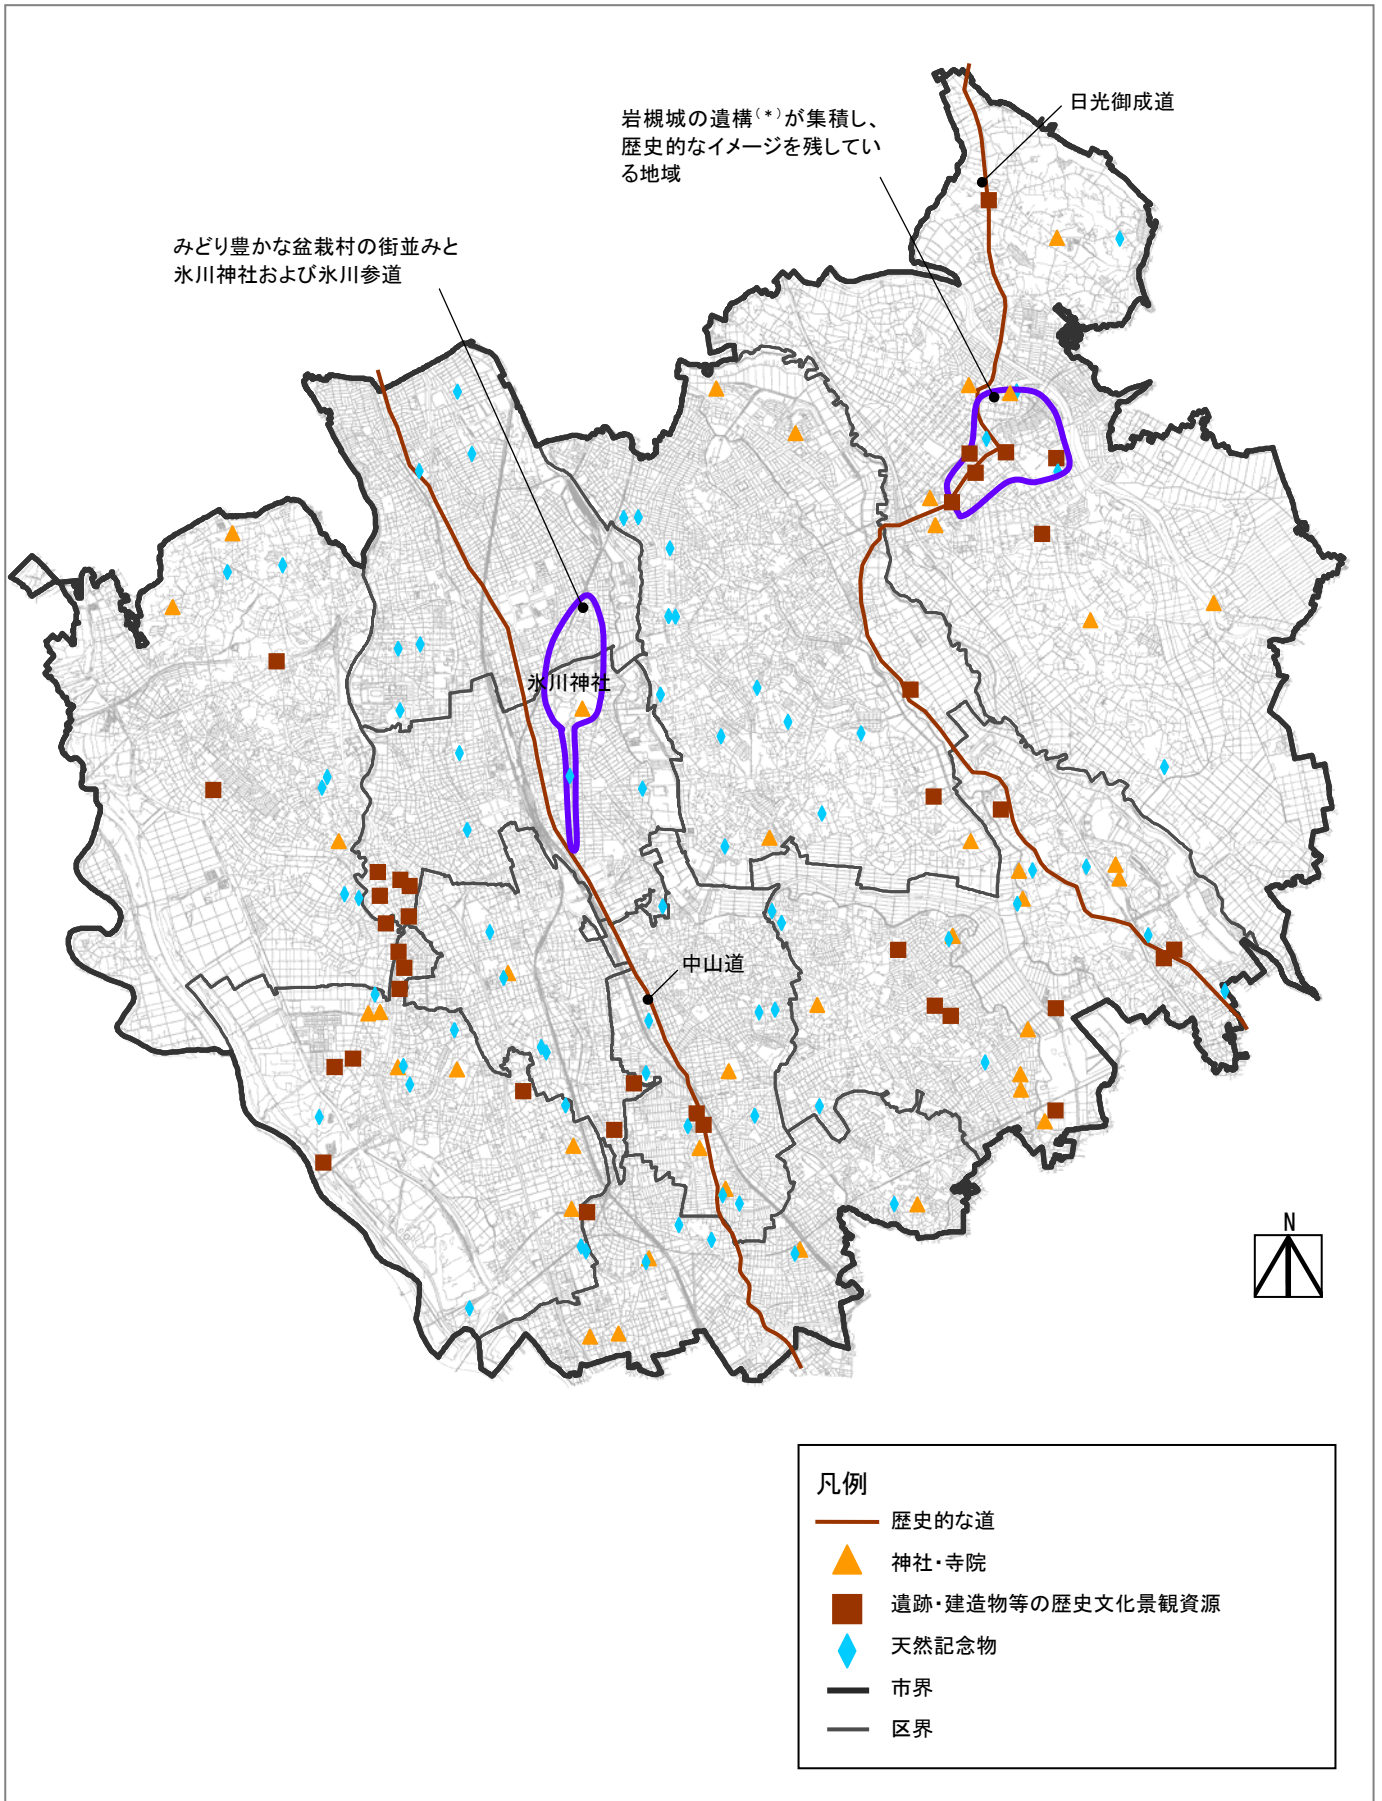 日光御成道
岩槻城の遺構(*)が集積し、
歴史的なイメージを残してい
る地域
みどり豊かな盆栽村の街並みと
氷川神社および氷川参道
氷川神社
中山道
N
凡例
歴史的な道
神社・寺院
遺跡・建造物等の歴史文化景観資源
天然記念物
市界
区界